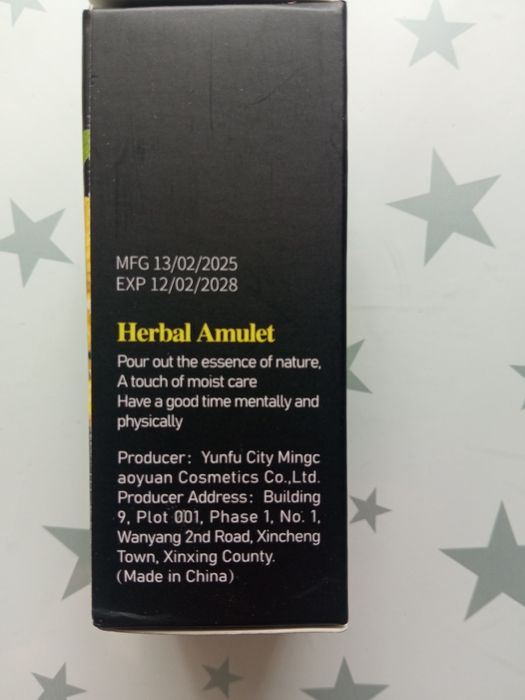 MFG 13/02/2025
EXP 12/02/2028
Herbal Amulet
Pour out the essence of nature,
A touch of moist care
Have a good time mentally and
physically
Producer: Yunfu City Mingc
aoyuan Cosmetics Co.,Ltd.
Producer Address: Building
9, Plot 001, Phase 1, No. 1,
Wanyang 2nd Road, Xincheng
Town, Xinxing County.
(Made in China)